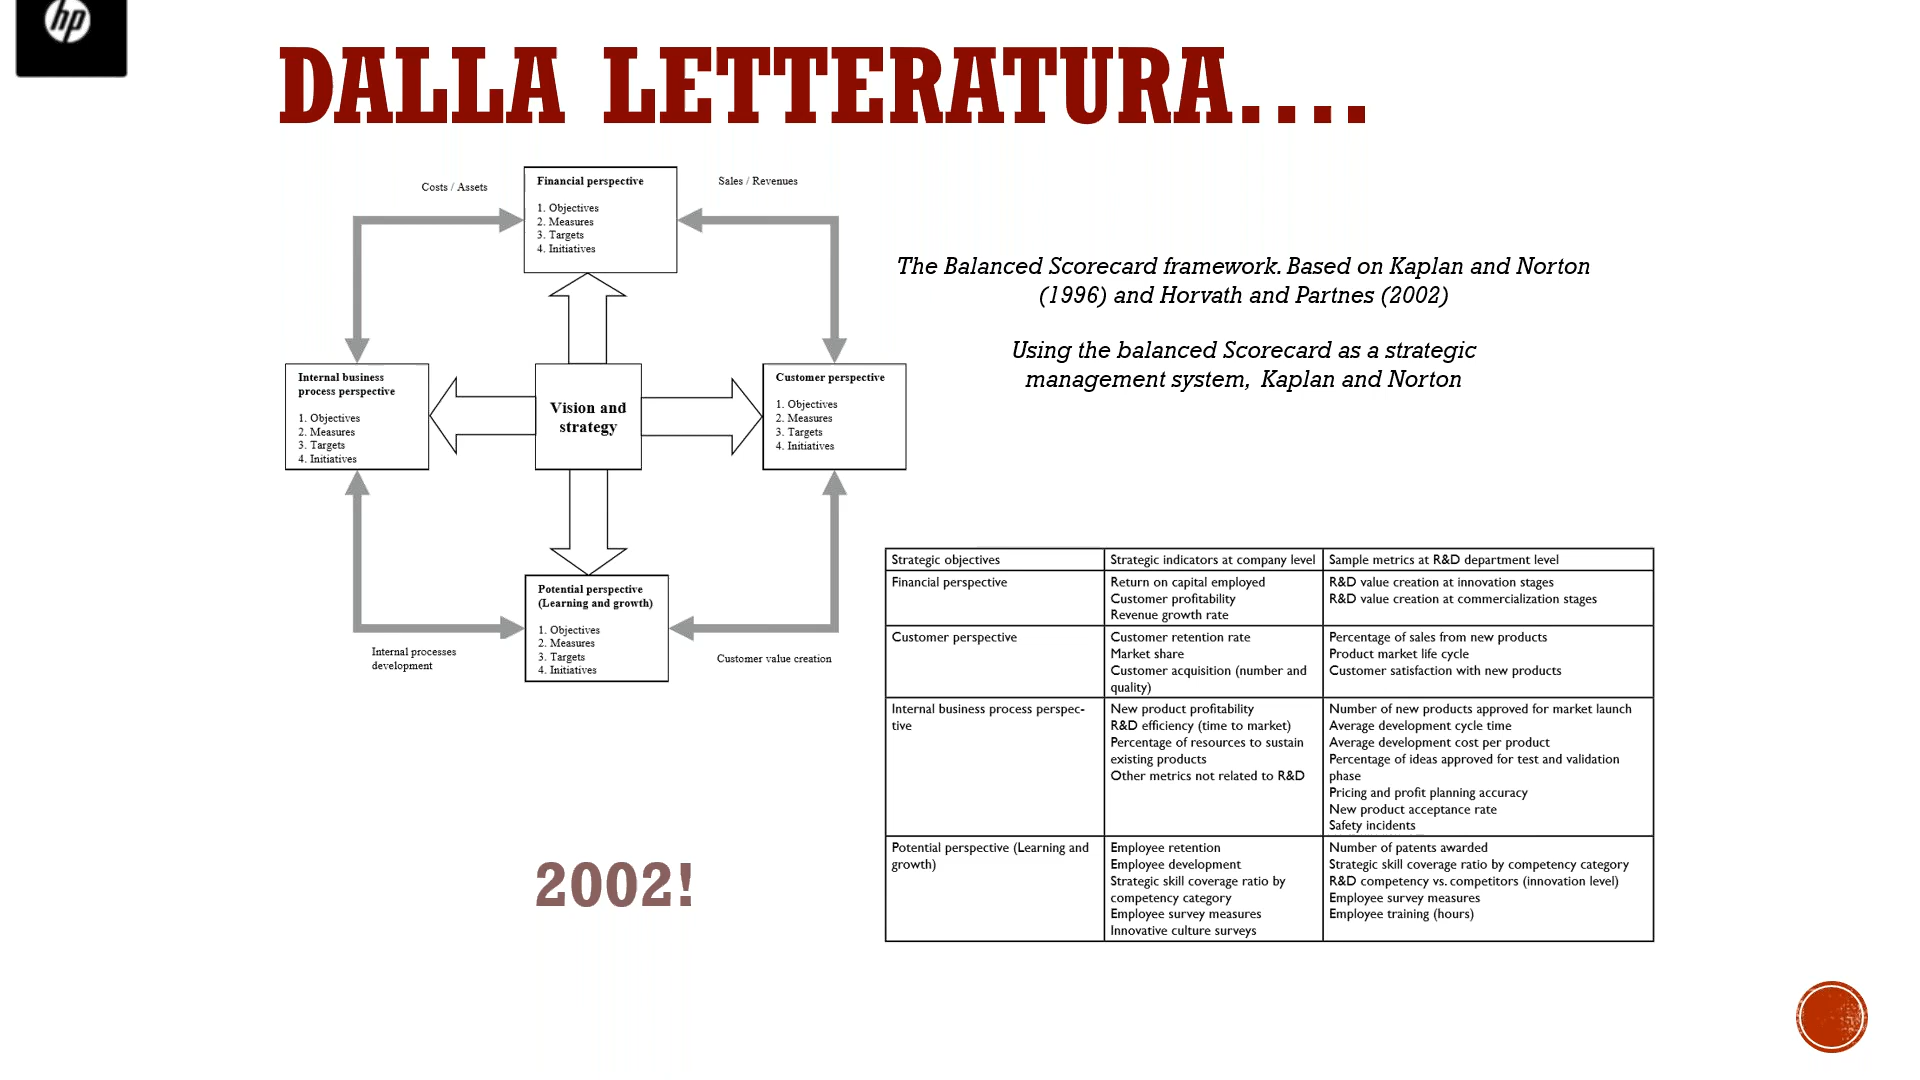 hp
DALLA LETTERATURA....
Costs / Assets
Sales / Revenues
Financial perspective
1. Objectives
2. Measures
3. Targets
4. Initiatives
Internal business
process perspective
1. Objectives
2. Measures
3. Targets
4. Initiatives
Vision and
strategy
Customer perspective
1. Objectives
2. Measures
3. Targets
4. Initiatives
Potential perspective
(Learning and growth)
1. Objectives
2. Measures
3. Targets
4. Initiatives
Internal processes
development
Customer value creation
The Balanced Scorecard framework. Based on Kaplan and Norton
(1996) and Horvath and Partnes (2002)
Using the balanced Scorecard as a strategic
management system, Kaplan and Norton
Strategic objectives
Strategic indicators at company level
Sample metrics at R&D department level
Financial perspective
Return on capital employed
Customer profitability
Revenue growth rate
R&D value creation at innovation stages
R&D value creation at commercialization stages
Customer perspective
Customer retention rate
Market share
Customer acquisition (number and
quality)
Percentage of sales from new products
Product market life cycle
Customer satisfaction with new products
Internal business process perspec-
tive
New product profitability
R&D efficiency (time to market)
Percentage of resources to sustain
existing products
Other metrics not related to R&D
Number of new products approved for market launch
Average development cycle time
Average development cost per product
Percentage of ideas approved for test and validation
phase
Pricing and profit planning accuracy
New product acceptance rate
Safety incidents
Potential perspective (Learning and
growth)
Employee retention
Employee development
Strategic skill coverage ratio by
competency category
Employee survey measures
Innovative culture surveys
Number of patents awarded
Strategic skill coverage ratio by competency category
R&D competency vs. competitors (innovation level)
Employee survey measures
Employee training (hours)
2002!